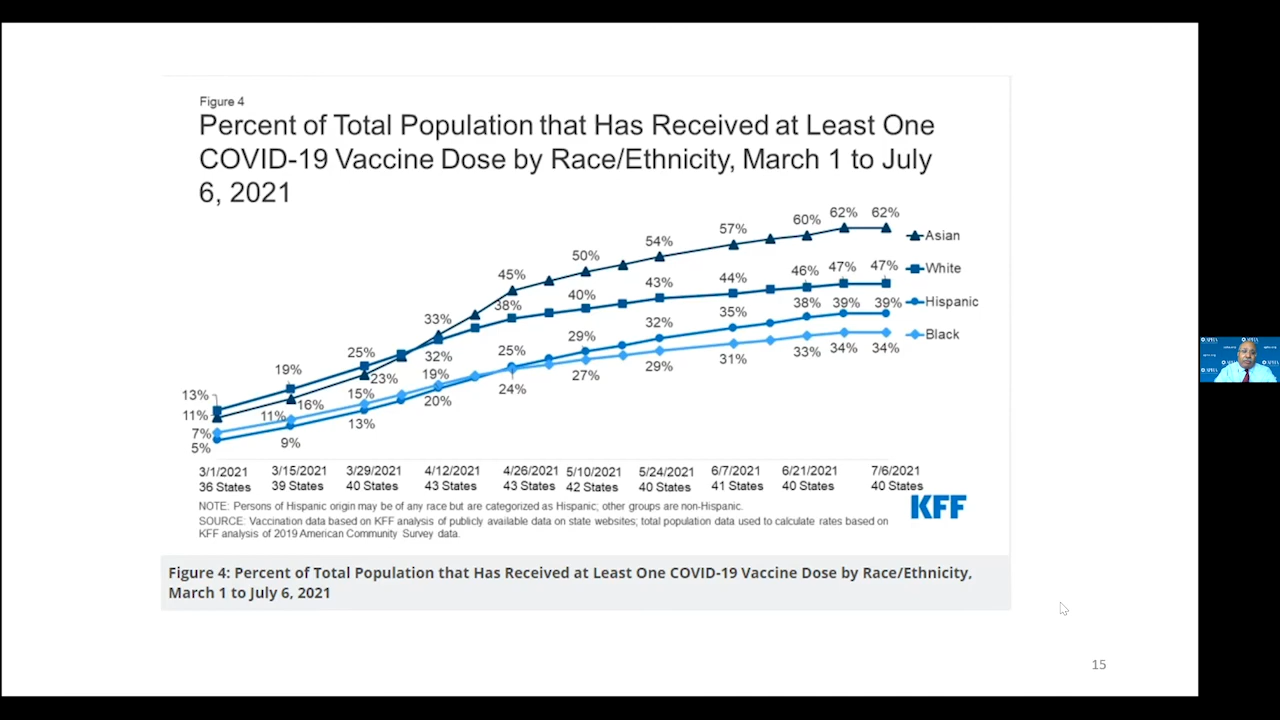 Figure 4
Percent of Total Population that Has Received at Least One
COVID-19 Vaccine Dose by Race/Ethnicity, March 1 to July
6, 2021
62% 62%
60%
57%
54%
50%
45%
Asian
White
Hispanic
Black
47% 47%
46%
44%
43%
40%
38%
33%
25%
19%
13%
39% 39%
38%
35%
32%
29%
25%
32%
23%
16%
11%
34% 34%
33%
31%
29%
27%
24%
19%
20%
15%
13%
11%
9%
7%
5%
3/1/2021 3/15/2021 3/29/2021 4/12/2021 4/26/2021 5/10/2021 5/24/2021 6/7/2021 6/21/2021 7/6/2021
36 States 39 States 40 States 43 States 43 States 42 States 40 States 41 States 40 States 40 States
NOTE: Persons of Hispanic origin may be of any race but are categorized as Hispanic; other groups are non-Hispanic.
SOURCE: Vaccination data based on KFF analysis of publicly available data on state websites; total population data used to calculate rates based on
KFF analysis of 2019 American Community Survey data.
KFF
Figure 4: Percent of Total Population that Has Received at Least One COVID-19 Vaccine Dose by Race/Ethnicity,
March 1 to July 6, 2021
15